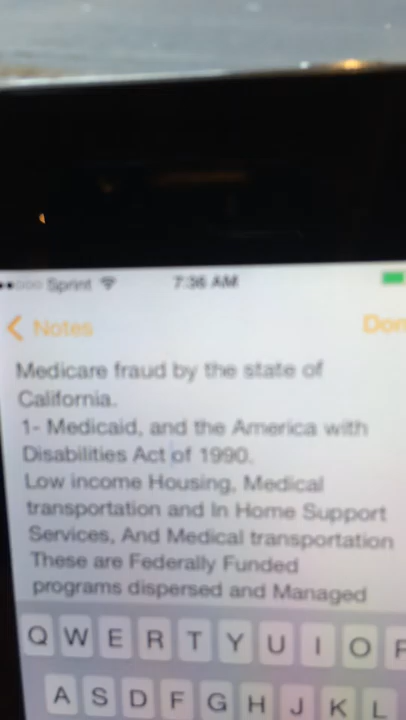 Sprint 7:36 AM
Notes Don
Medicare fraud by the state of
California.
1- Medicaid, and the America with
Disabilities Act of 1990.
Low income Housing, Medical
transportation and In Home Support
Services, And Medical transportation
These are Federally Funded
programs dispersed and Managed
Q W E R T Y U I O P
A S D F G H J K L